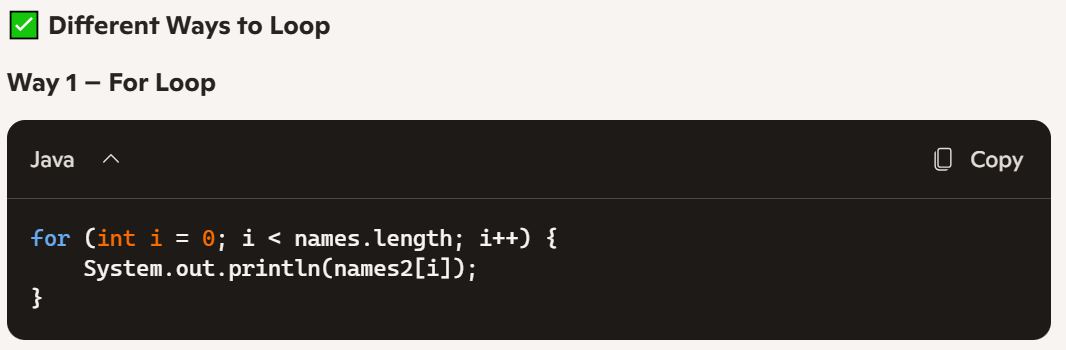 ✅ Different Ways to Loop
Way 1 – For Loop
Java Copy
for (int i = 0; i < names.length; i++) {
    System.out.println(names2[i]);
}